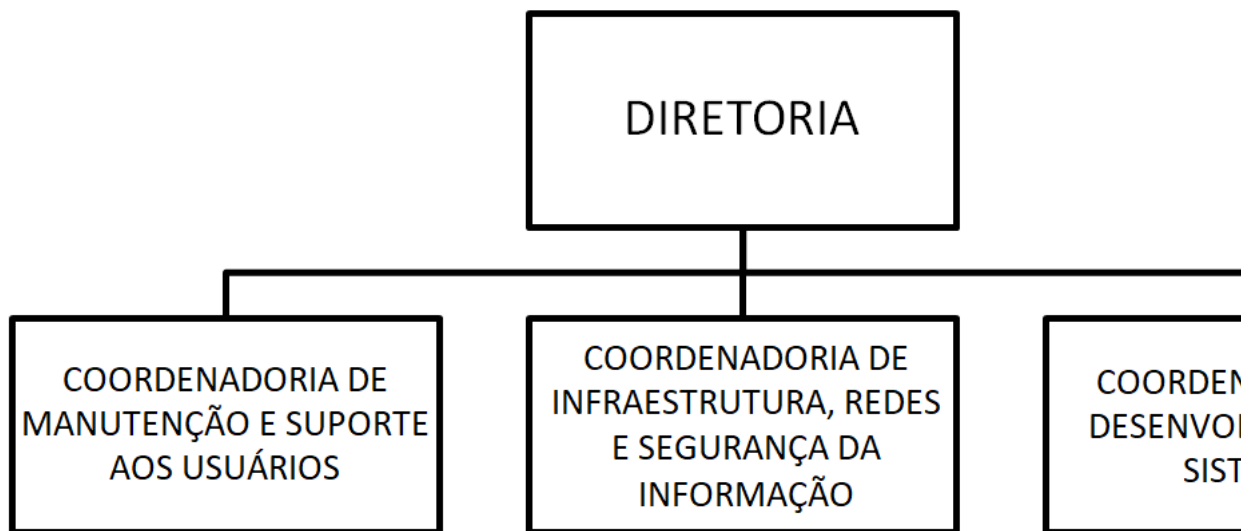 DIRETORIA
COORDENADORIA DE
MANUTENÇÃO E SUPORTE
AOS USUÁRIOS
COORDENADORIA DE
INFRAESTRUTURA, REDES
E SEGURANÇA DA
INFORMAÇÃO